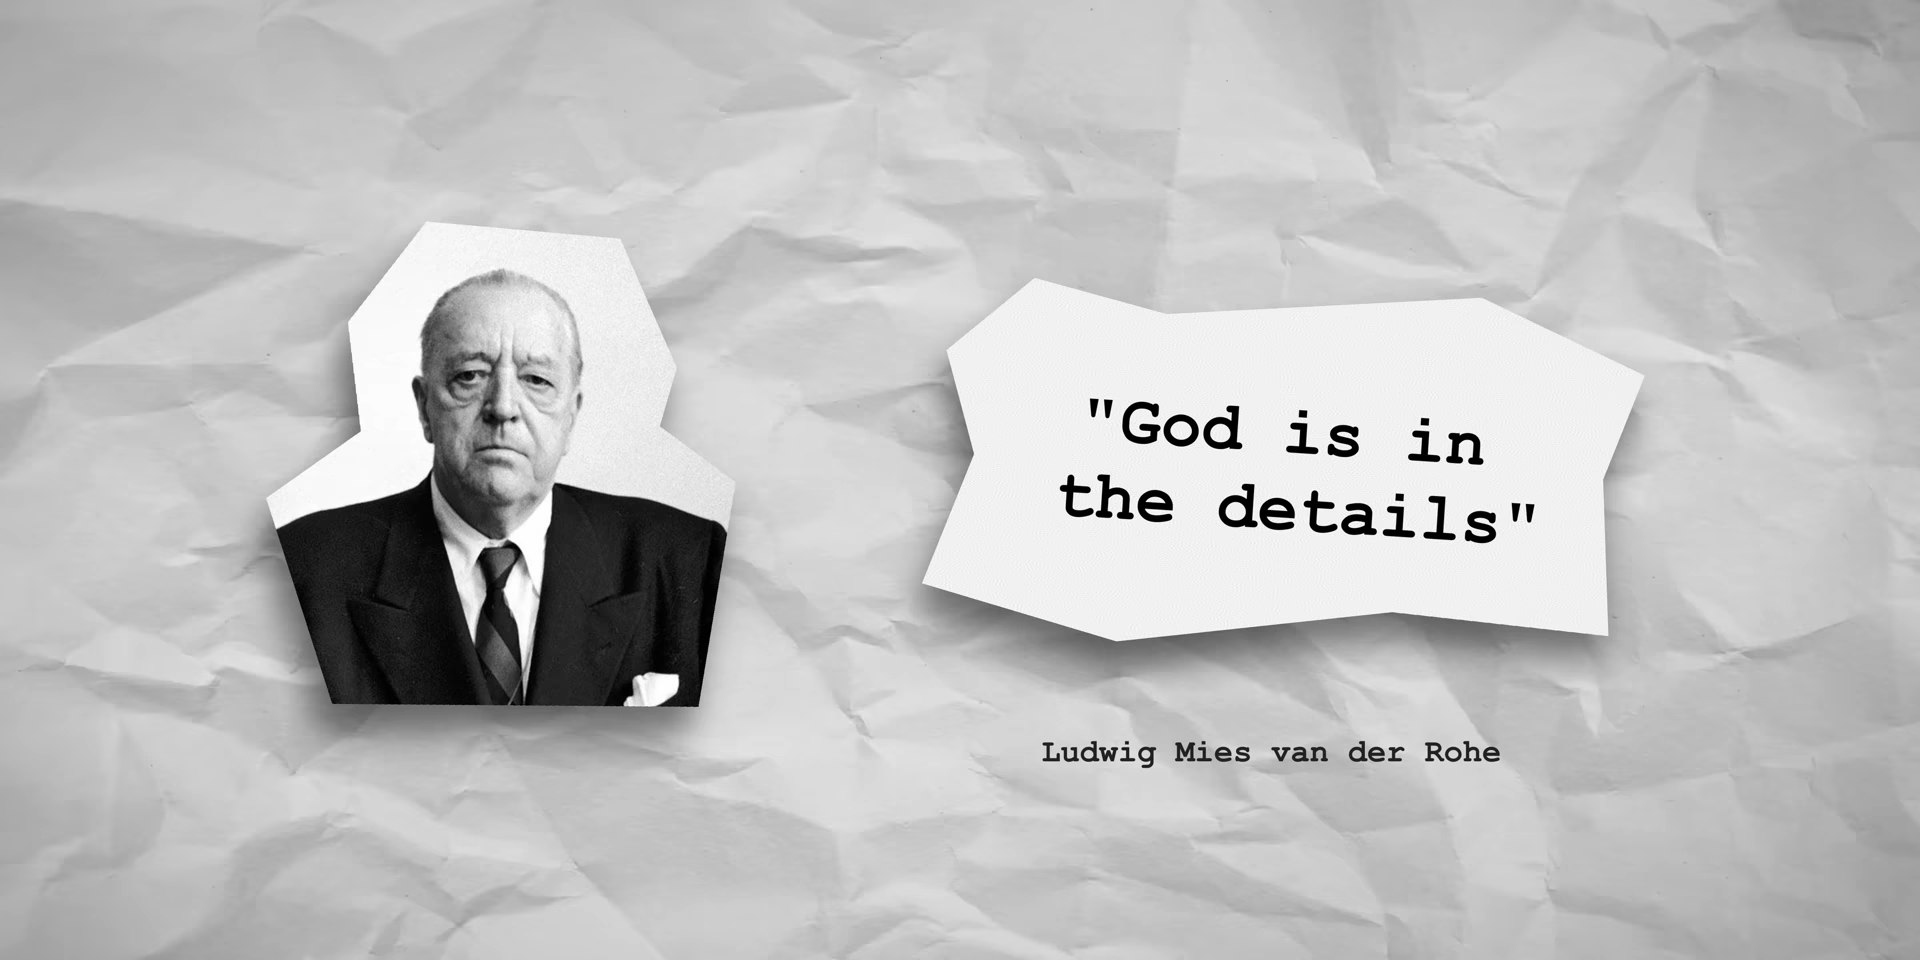 "God is in
the details"
Ludwig Mies van der Rohe